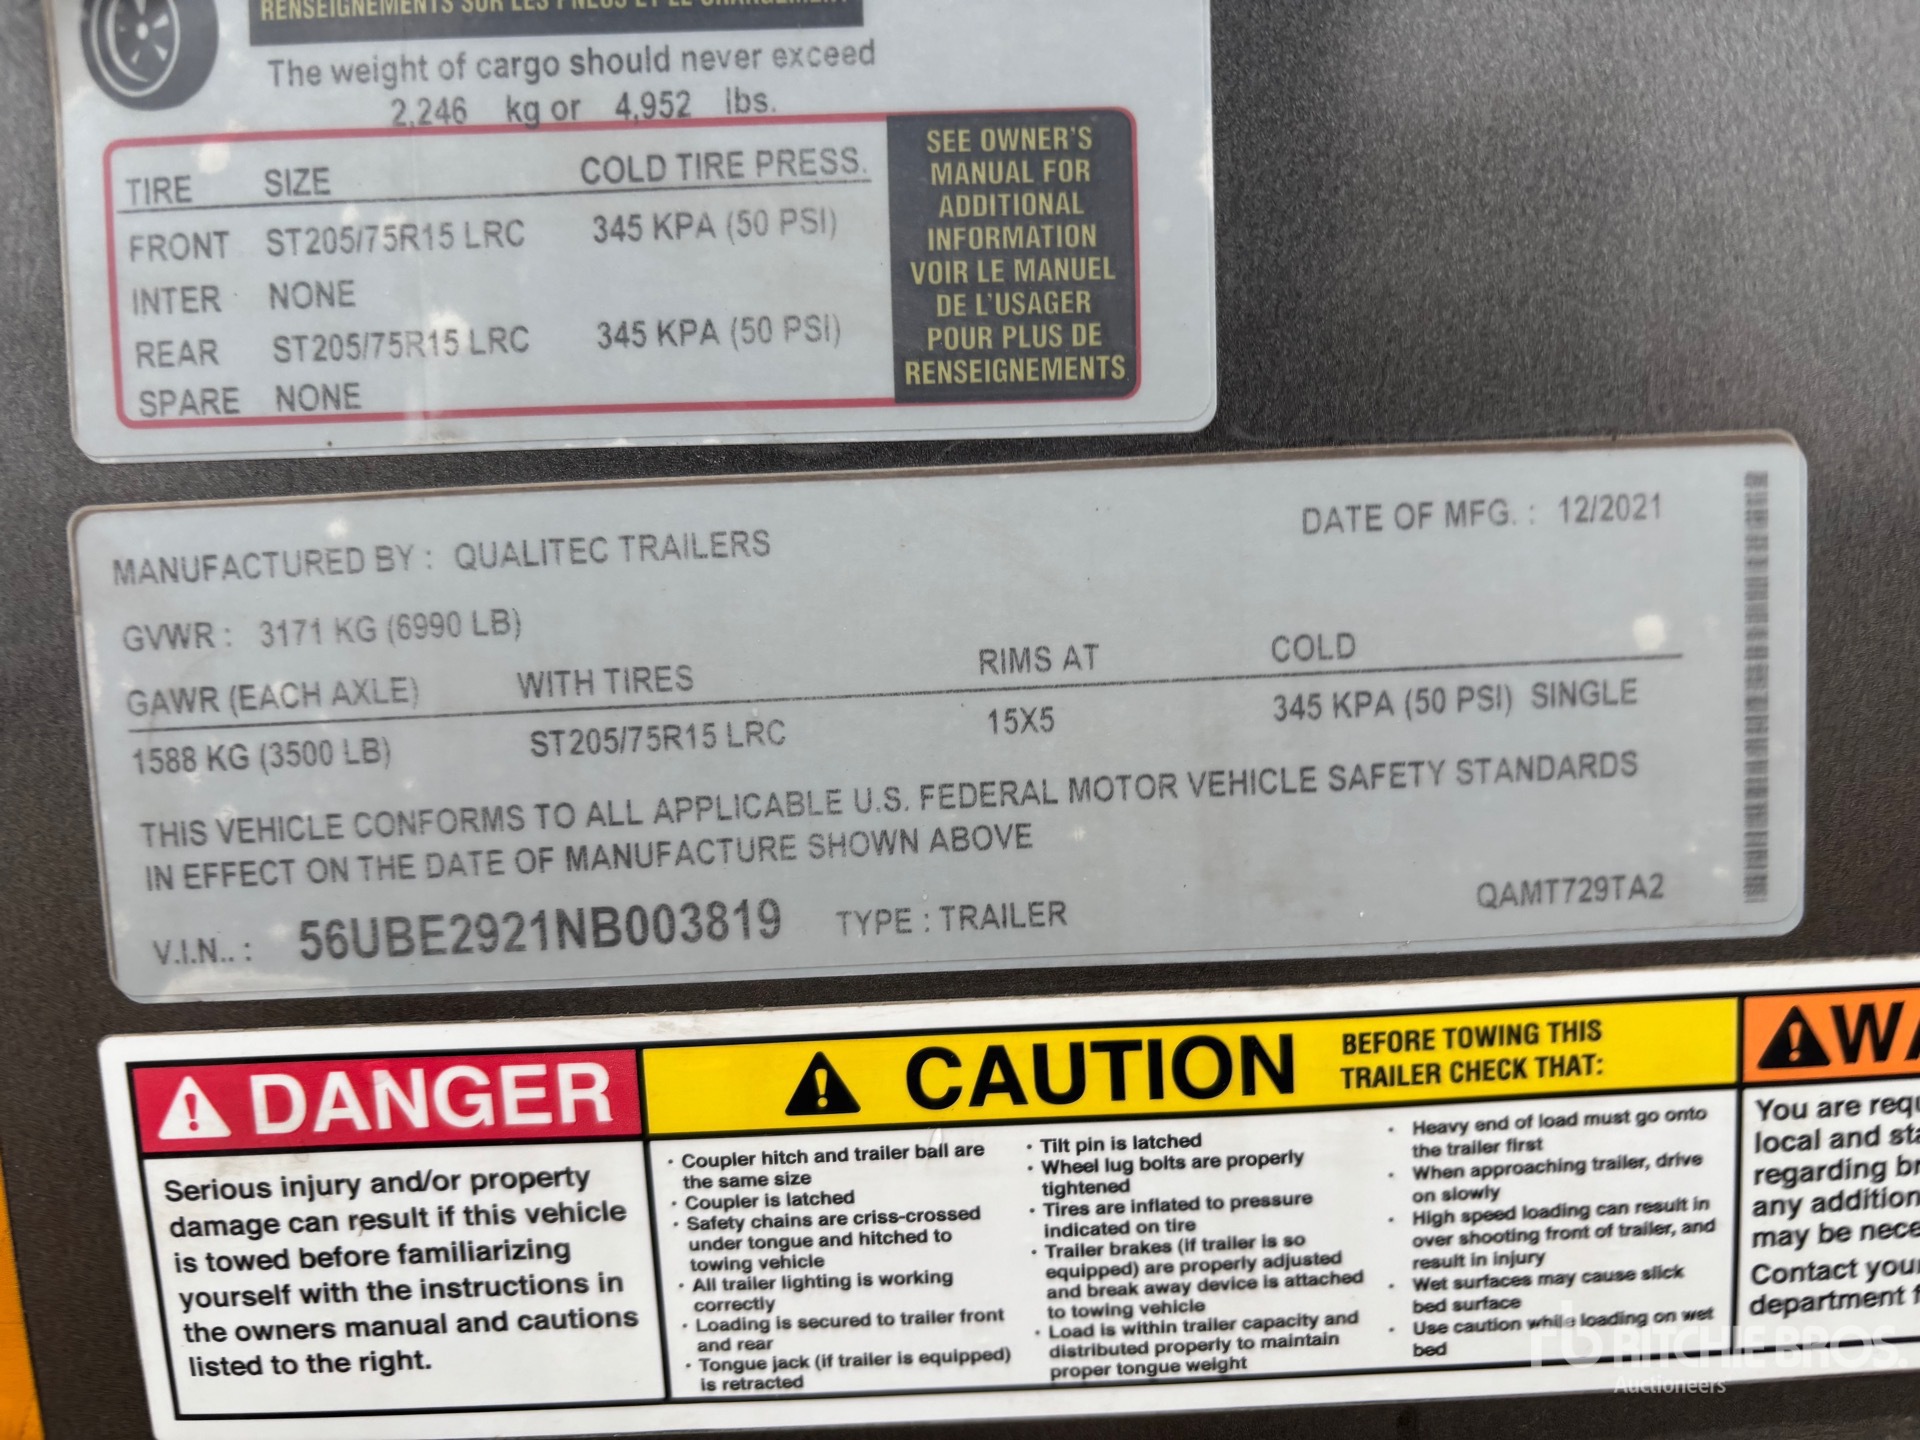 RENSEIGNEMENTS SUR LES PNEUS ET LE CHARGEMENT
The weight of cargo should never exceed
2,246 kg or 4,952 lbs.
TIRE SIZE COLD TIRE PRESS.
FRONT ST205/75R15 LRC 345 KPA (50 PSI)
INTER NONE
REAR ST205/75R15 LRC 345 KPA (50 PSI)
SPARE NONE
SEE OWNER'S
MANUAL FOR
ADDITIONAL
INFORMATION
VOIR LE MANUEL
DE L'USAGER
POUR PLUS DE
RENSEIGNEMENTS
MANUFACTURED BY : QUALITEC TRAILERS DATE OF MFG. : 12/2021
GVWR : 3171 KG (6990 LB)
GAWR (EACH AXLE) WITH TIRES RIMS AT COLD
1588 KG (3500 LB) ST205/75R15 LRC 15X5 345 KPA (50 PSI) SINGLE
THIS VEHICLE CONFORMS TO ALL APPLICABLE U.S. FEDERAL MOTOR VEHICLE SAFETY STANDARDS
IN EFFECT ON THE DATE OF MANUFACTURE SHOWN ABOVE
V.I.N.. : 56UBE2921NB003819 TYPE : TRAILER QAMT729TA2
DANGER
Serious injury and/or property
damage can result if this vehicle
is towed before familiarizing
yourself with the instructions in
the owners manual and cautions
listed to the right.
CAUTION
BEFORE TOWING THIS
TRAILER CHECK THAT:
· Coupler hitch and trailer ball are
the same size
· Coupler is latched
· Safety chains are criss-crossed
under tongue and hitched to
towing vehicle
· All trailer lighting is working
correctly
· Loading is secured to trailer front
and rear
· Tongue jack (if trailer is equipped)
is retracted
· Tilt pin is latched
· Wheel lug bolts are properly
tightened
· Tires are inflated to pressure
indicated on tire
· Trailer brakes (if trailer is so
equipped) are properly adjusted
and break away device is attached
to towing vehicle
· Load is within trailer capacity and
distributed properly to maintain
proper tongue weight
· Heavy end of load must go onto
the trailer first
· When approaching trailer, drive
on slowly
· High speed loading can result in
over shooting front of trailer, and
result in injury
· Wet surfaces may cause slick
bed surface
· Use caution while loading on wet
bed
WA
You are requ
local and sta
regarding br
any addition
may be nece
Contact your
department f
rb RITCHIE BROS.
Auctioneers